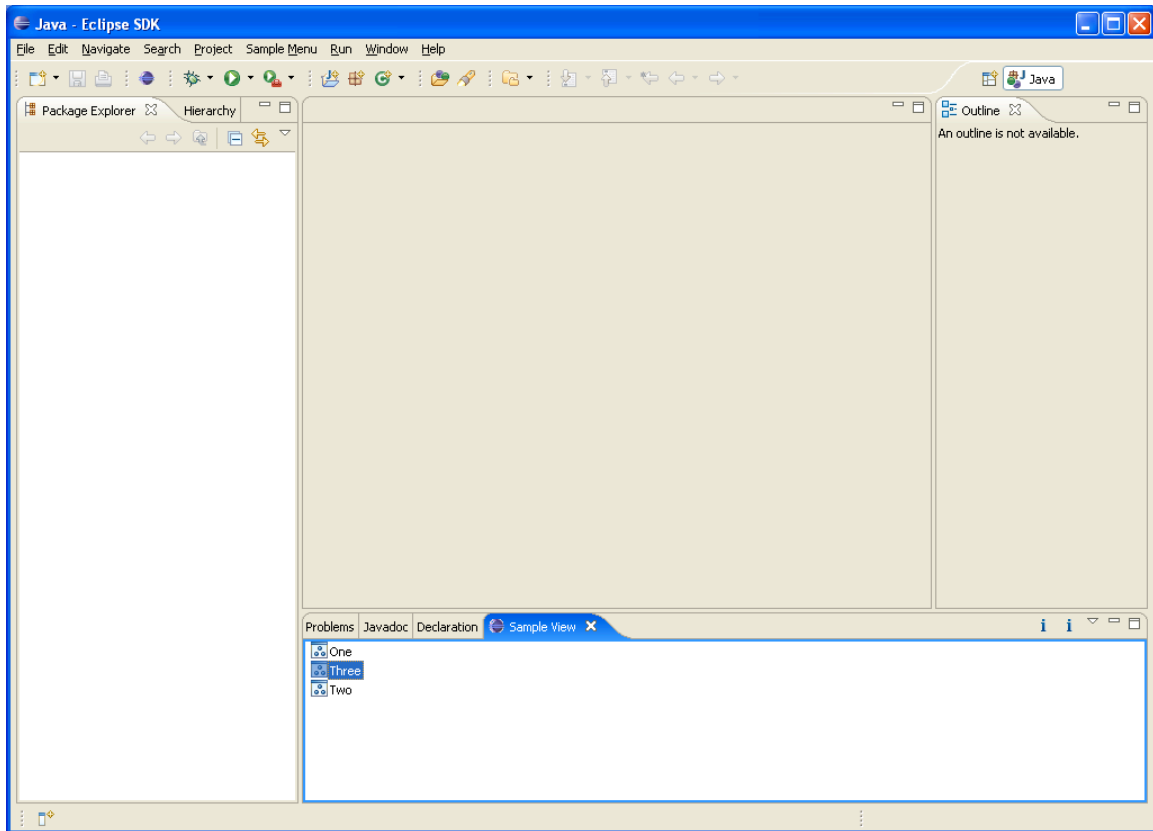 Java - Eclipse SDK
File Edit Navigate Search Project Sample Menu Run Window Help
Java
Package Explorer Hierarchy
Outline
An outline is not available.
Problems Javadoc Declaration Sample View
One
Three
Two